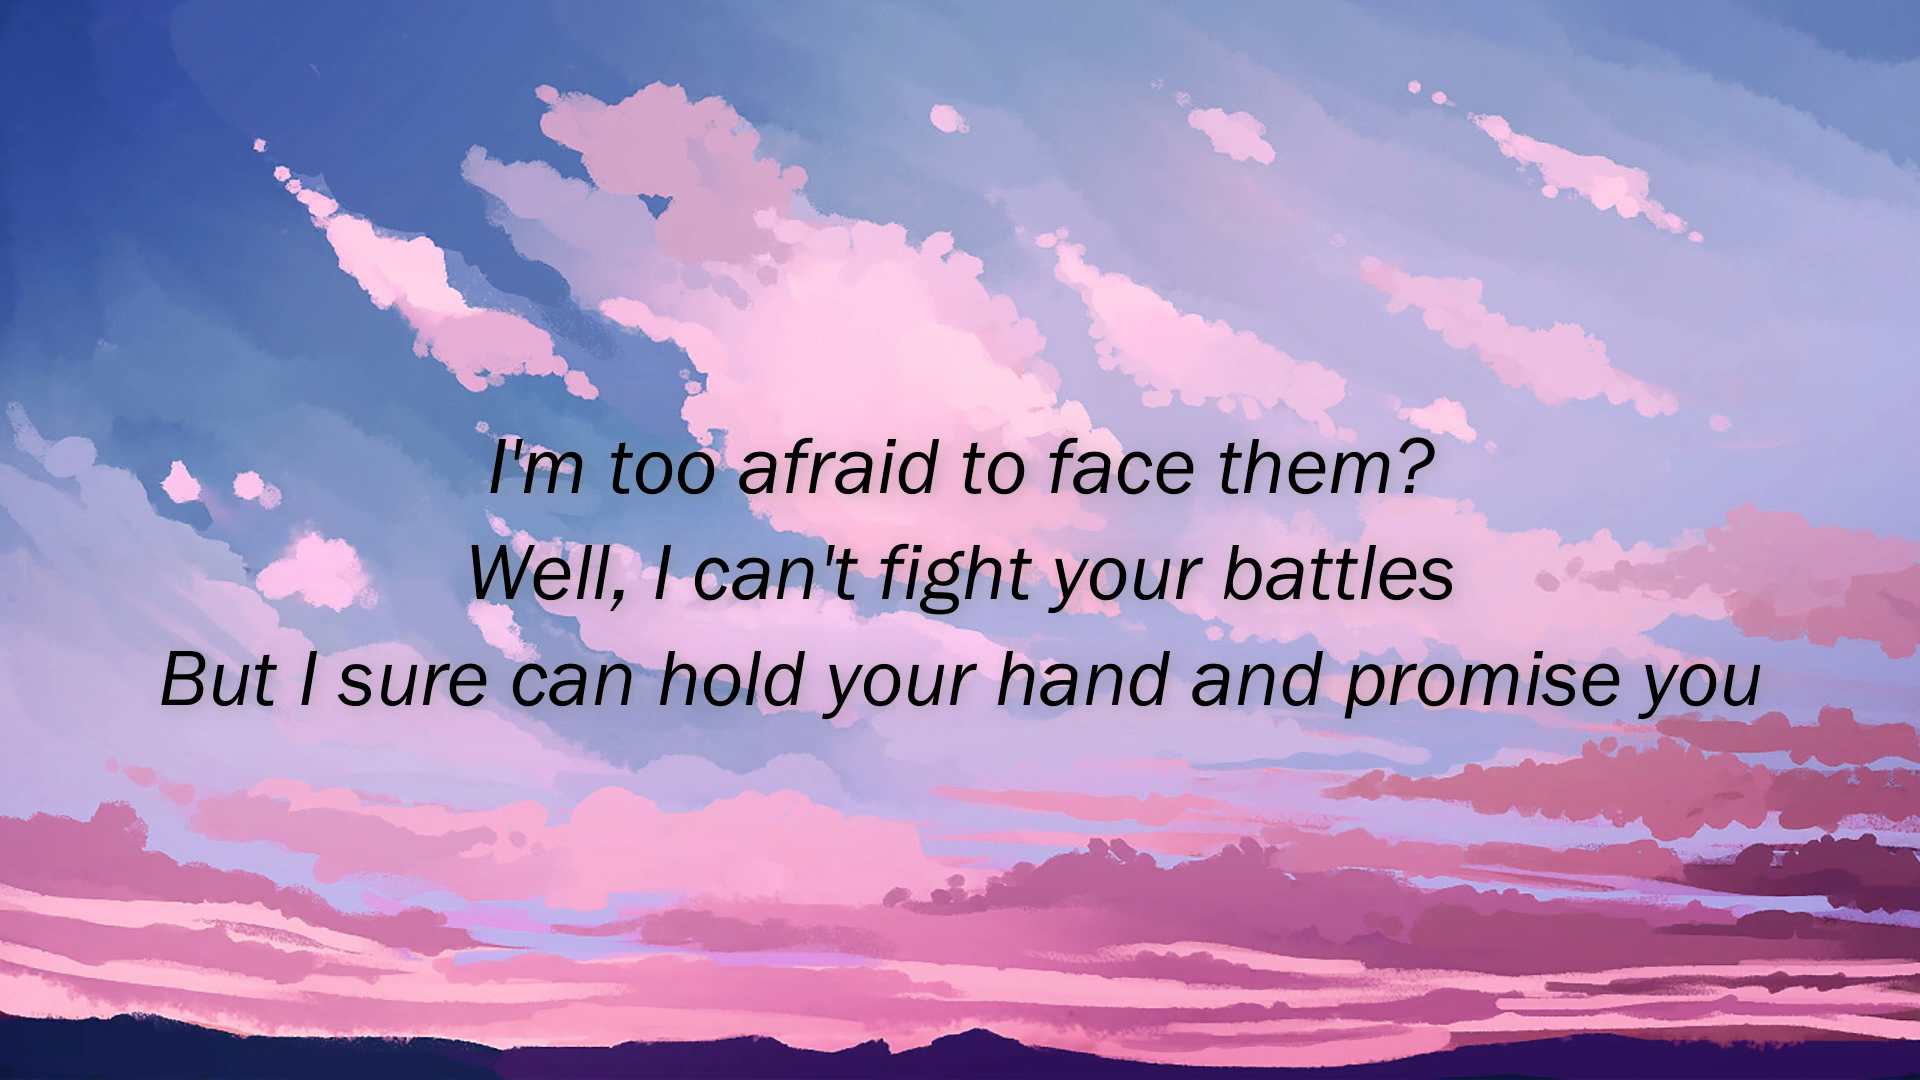 I'm too afraid to face them?
Well, I can't fight your battles
But I sure can hold your hand and promise you